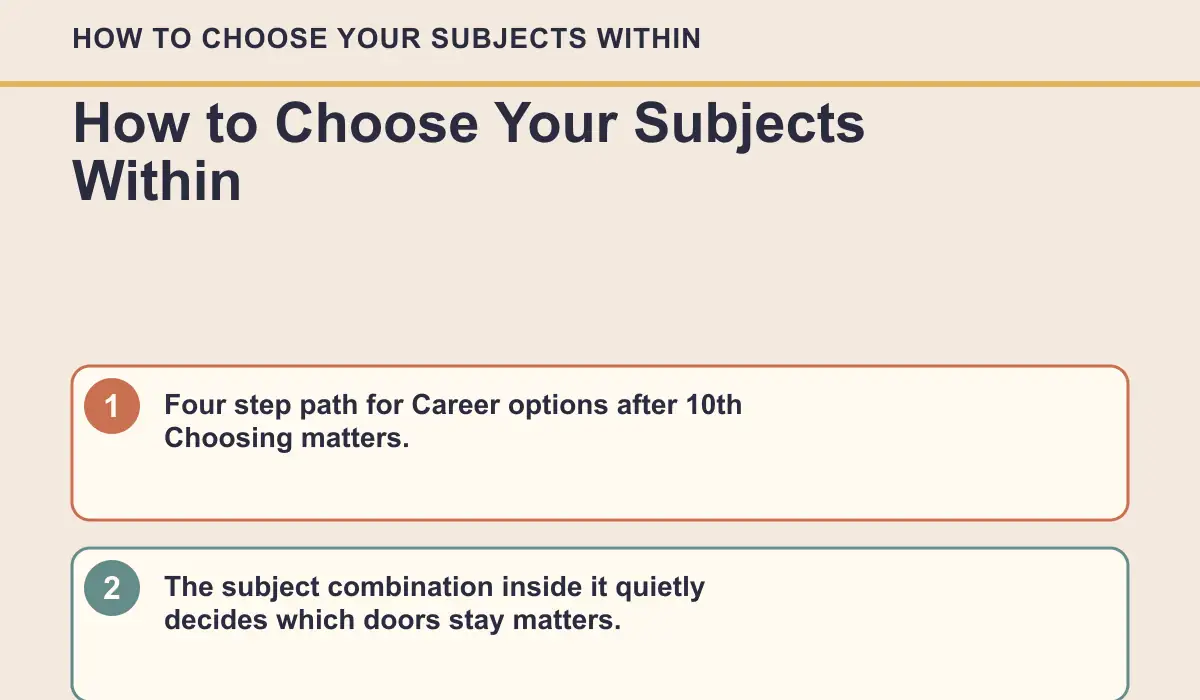 HOW TO CHOOSE YOUR SUBJECTS WITHIN
How to Choose Your Subjects
Within
1
Four step path for Career options after 10th
Choosing matters.
2
The subject combination inside it quietly
decides which doors stay matters.